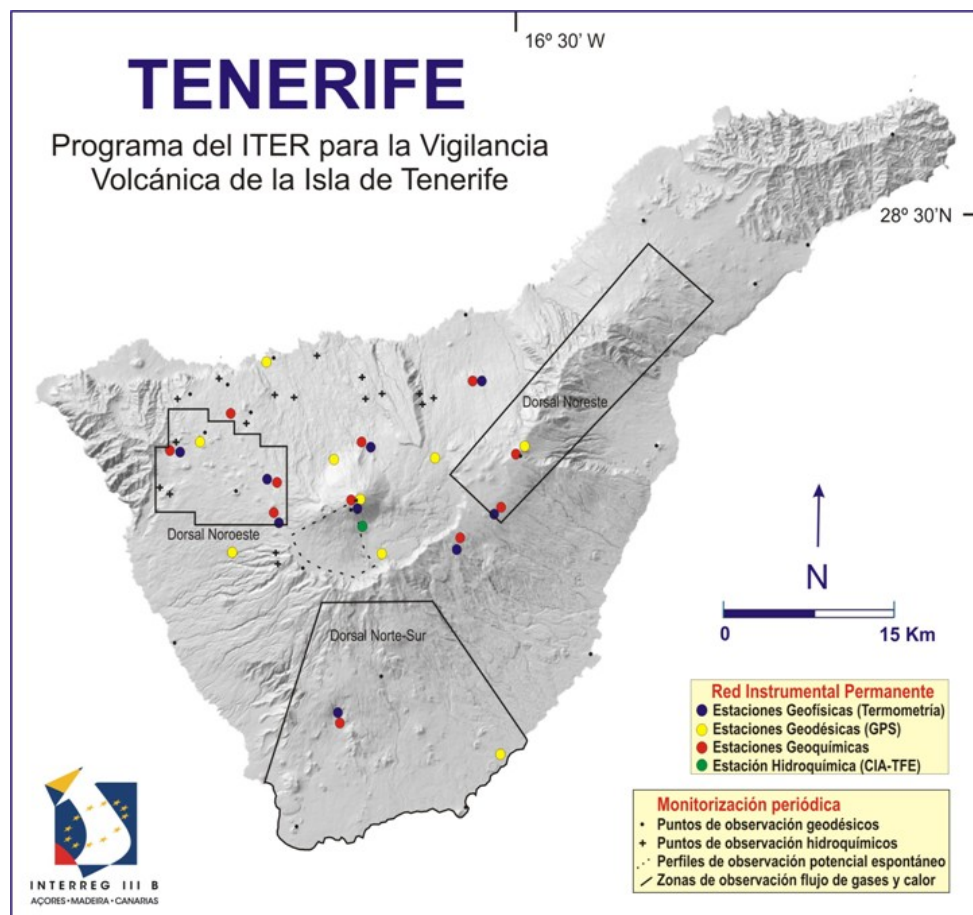 16º 30’ W
TENERIFE
Programa del ITER para la Vigilancia
Volcánica de la Isla de Tenerife
28º 30’N
Dorsal Noreste
Dorsal Noroeste
N
Dorsal Norte-Sur
0 15 Km
Red Instrumental Permanente
Estaciones Geofísicas (Termometría)
Estaciones Geodésicas (GPS)
Estaciones Geoquímicas
Estación Hidroquímica (CIA-TFE)
Monitorización periódica
Puntos de observación geodésicos
Puntos de observación hidroquímicos
Perfiles de observación potencial espontáneo
Zonas de observación flujo de gases y calor
INTERREG III B
AÇORES•MADEIRA•CANARIAS